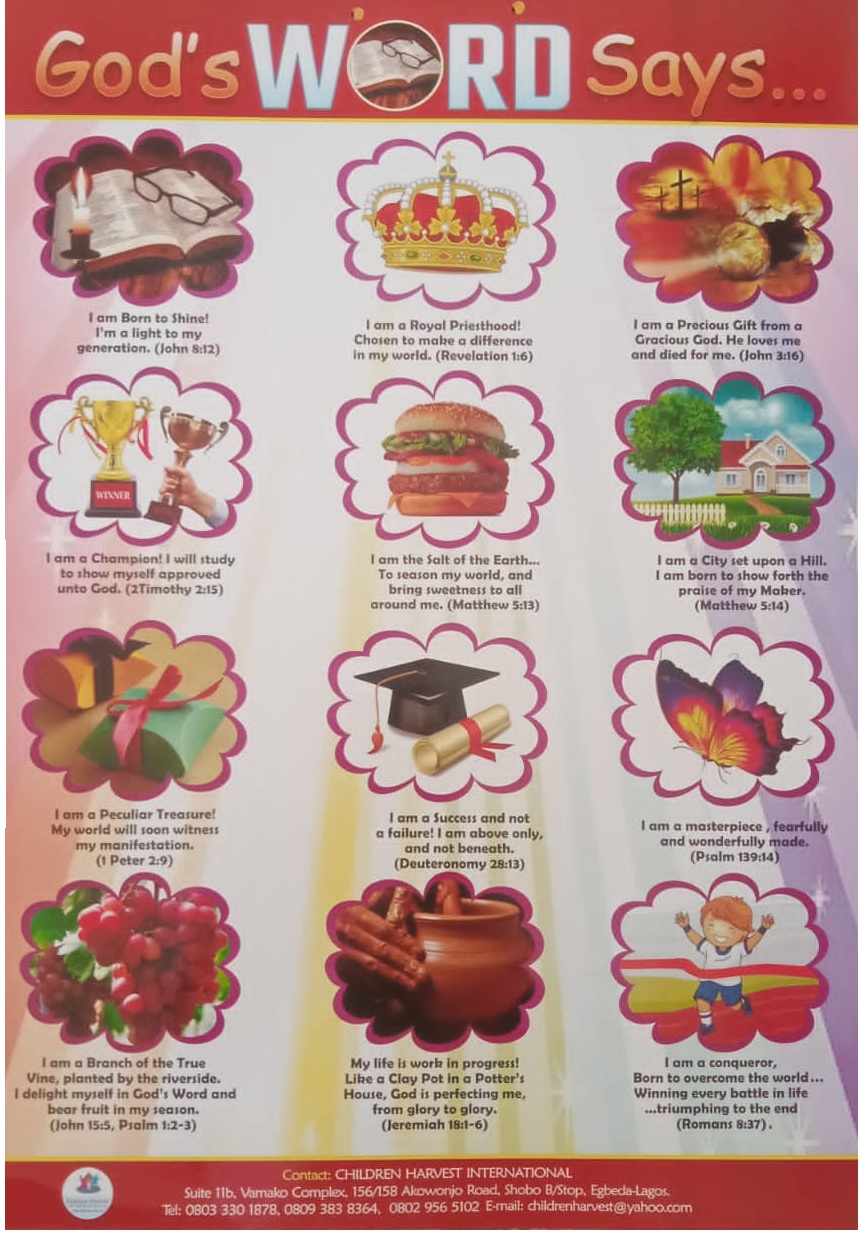 God's WORD Says...
I am Born to Shine!
I'm a light to my
generation. (John 8:12)
I am a Royal Priesthood!
Chosen to make a difference
in my world. (Revelation 1:6)
I am a Precious Gift from a
Gracious God. He loves me
and died for me. (John 3:16)
WINNER
I am a Champion! I will study
to show myself approved
unto God. (2Timothy 2:15)
I am the Salt of the Earth...
To season my world, and
bring sweetness to all
around me. (Matthew 5:13)
I am a City set upon a Hill.
I am born to show forth the
praise of my Maker.
(Matthew 5:14)
I am a Peculiar Treasure!
My world will soon witness
my manifestation.
(1 Peter 2:9)
I am a Success and not
a failure! I am above only,
and not beneath.
(Deuteronomy 28:13)
I am a masterpiece , fearfully
and wonderfully made.
(Psalm 139:14)
I am a Branch of the True
Vine, planted by the riverside.
I delight myself in God's Word and
bear fruit in my season.
(John 15:5, Psalm 1:2-3)
My life is work in progress!
Like a Clay Pot in a Potter's
House, God is perfecting me,
from glory to glory.
(Jeremiah 18:1-6)
I am a conqueror,
Born to overcome the world...
Winning every battle in life
...triumphing to the end
(Romans 8:37).
Contact: CHILDREN HARVEST INTERNATIONAL
Suite 11b, Vamako Complex, 156/158 Akowonjo Road, Shobo B/Stop, Egbeda-Lagos.
Tel: 0803 330 1878, 0809 383 8364, 0802 956 5102 E-mail: childrenharvest@yahoo.com